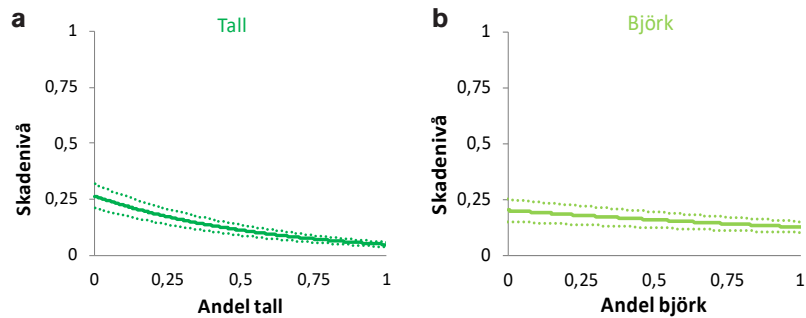 a
Tall
1
0,75
0,5
0,25
0
Skadenivå
0 0,25 0,5 0,75 1
Andel tall
b
Björk
1
0,75
0,5
0,25
0
Skadenivå
0 0,25 0,5 0,75 1
Andel björk